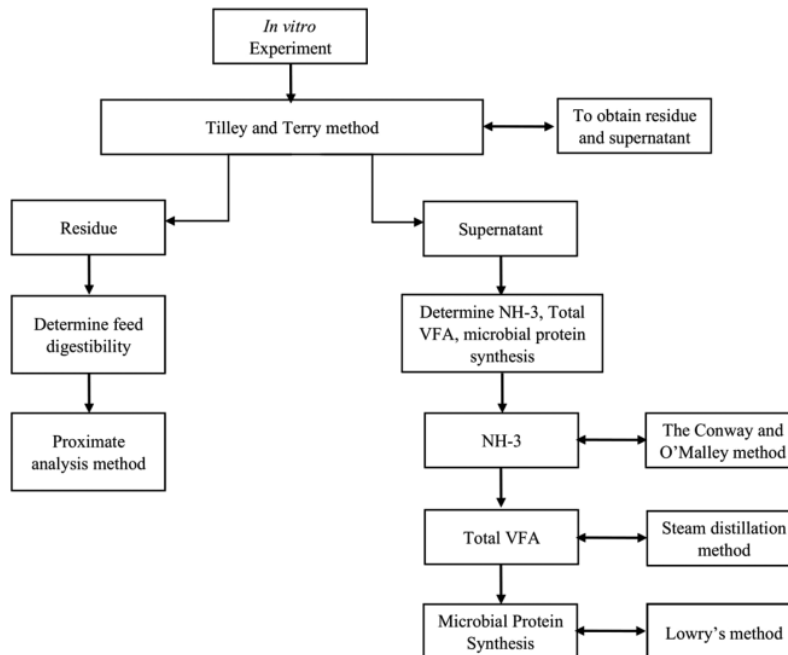 In vitro
Experiment
Tilley and Terry method
To obtain residue
and supernatant
Residue
Supernatant
Determine feed
digestibility
Determine NH-3, Total
VFA, microbial protein
synthesis
Proximate
analysis method
NH-3
The Conway and
O’Malley method
Total VFA
Steam distillation
method
Microbial Protein
Synthesis
Lowry’s method